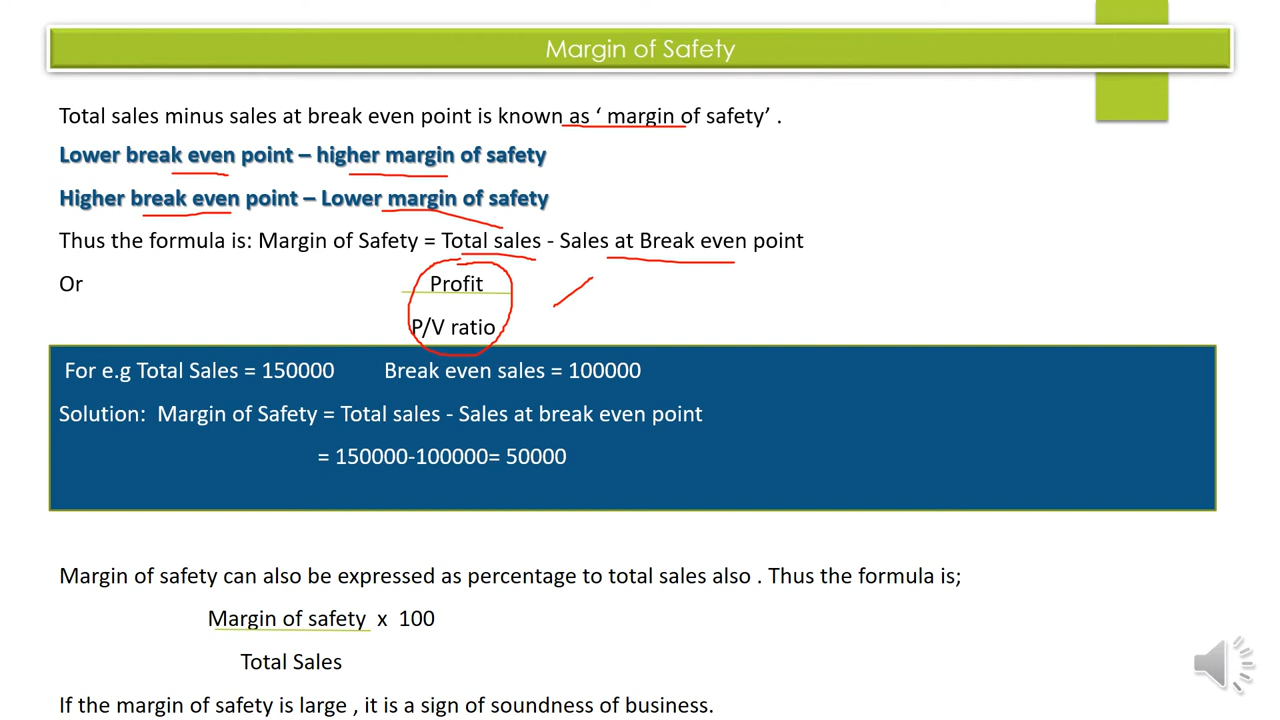 Margin of Safety
Total sales minus sales at break even point is known as ‘ margin of safety’ .
Lower break even point – higher margin of safety
Higher break even point – Lower margin of safety
Thus the formula is: Margin of Safety = Total sales - Sales at Break even point
Or Profit
P/V ratio
For e.g Total Sales = 150000 Break even sales = 100000
Solution: Margin of Safety = Total sales - Sales at break even point
= 150000-100000= 50000
Margin of safety can also be expressed as percentage to total sales also . Thus the formula is;
Margin of safety x 100
Total Sales
If the margin of safety is large , it is a sign of soundness of business.